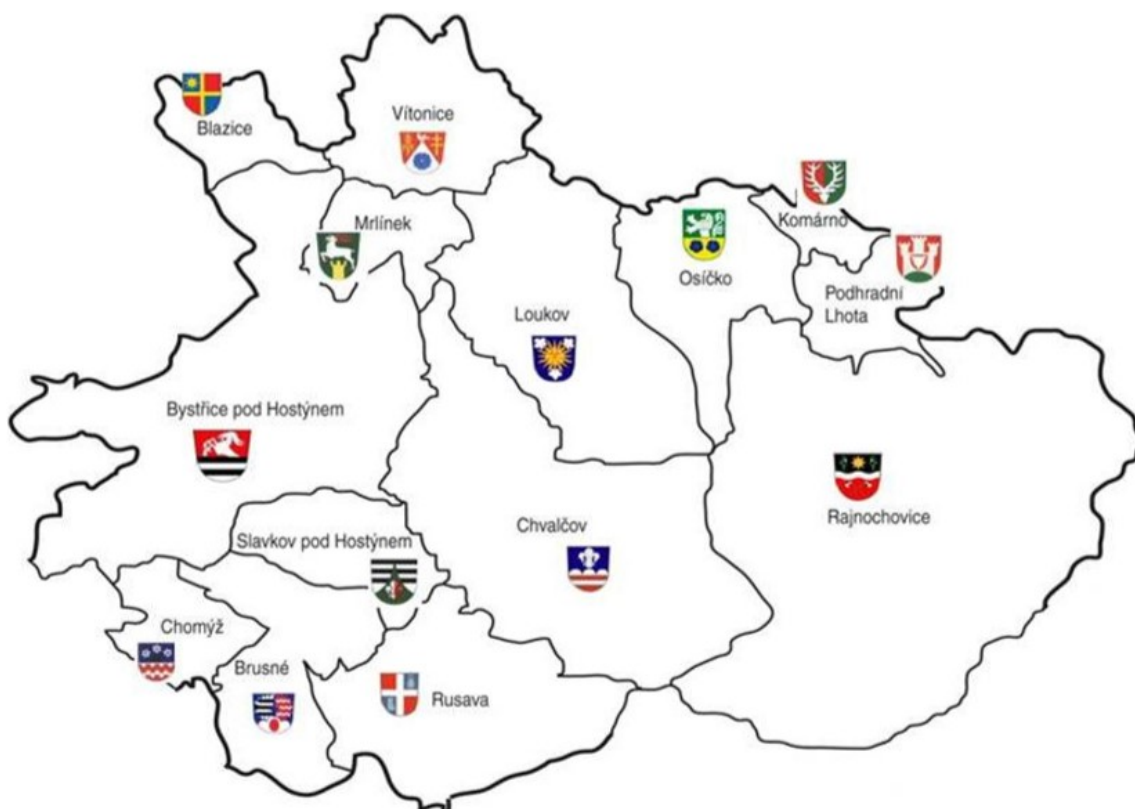 Vítonice
Blazice
Mrlínek
Komárno
Osíčko
Podhradní
Lhota
Loukov
Bystřice pod Hostýnem
Rajnochovice
Chvalčov
Slavkov pod Hostýnem
Chomýž
Brusné
Rusava